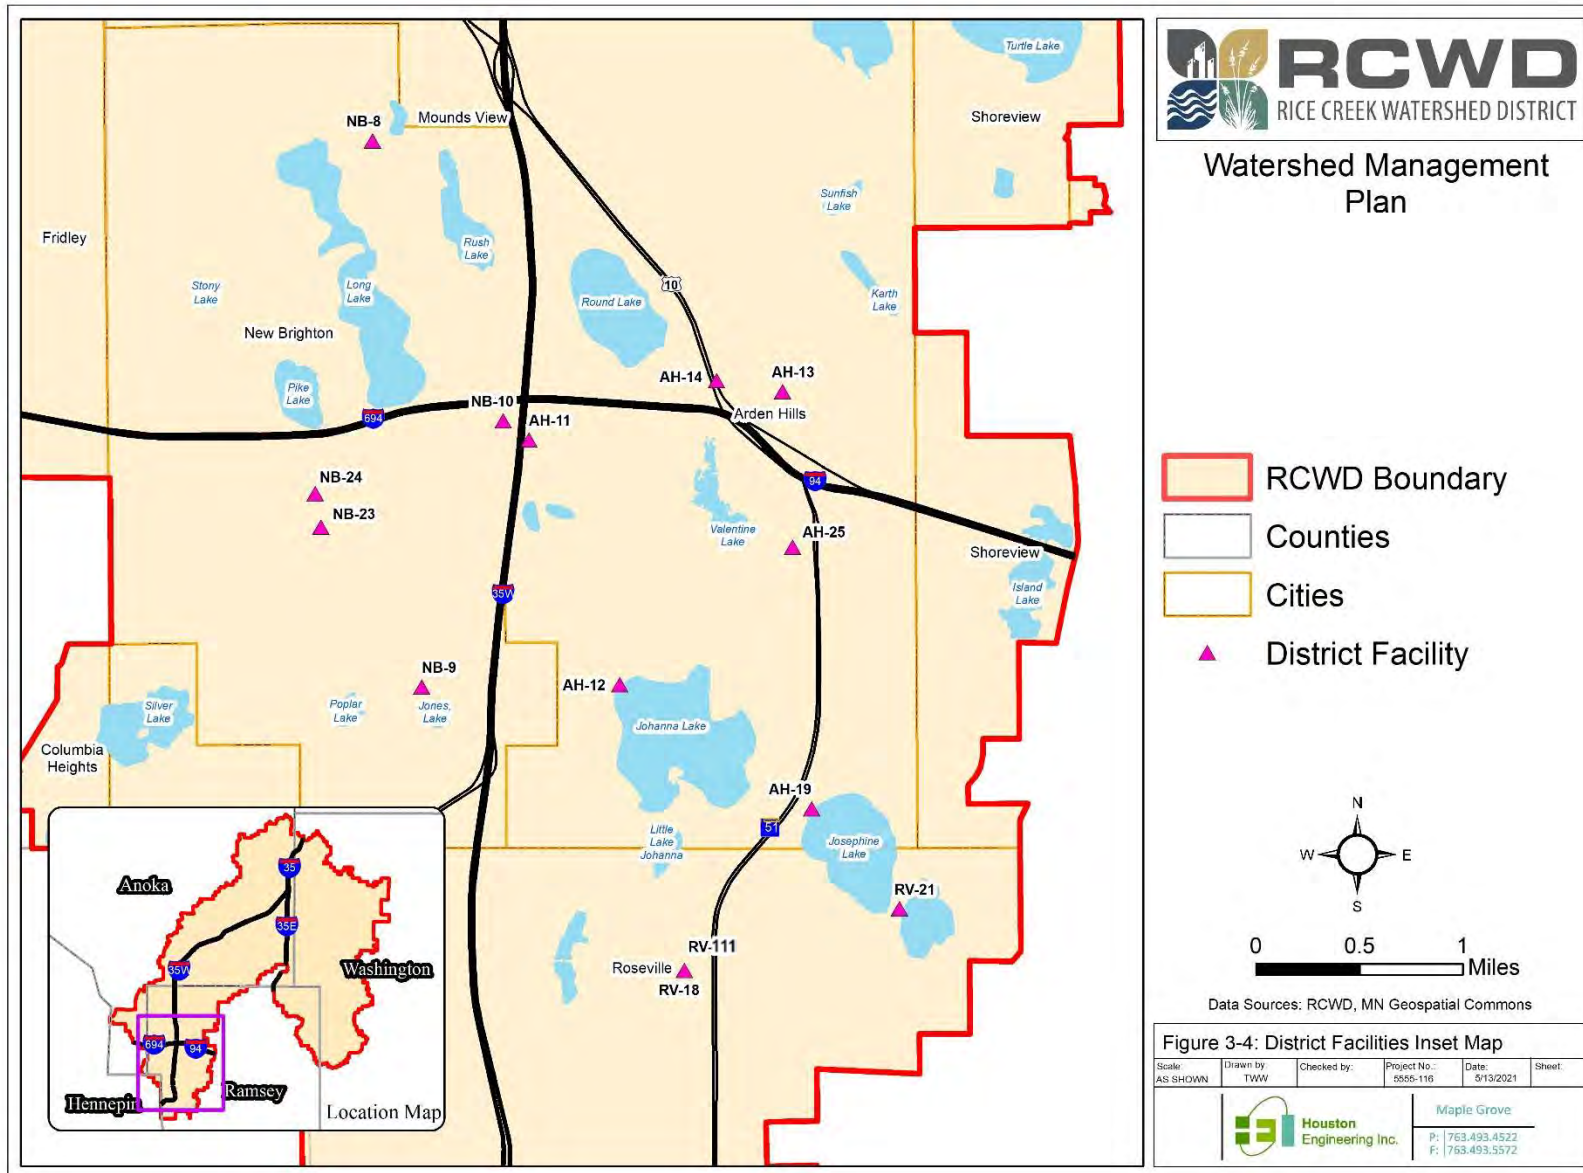 RCWD
RICE CREEK WATERSHED DISTRICT
Watershed Management
Plan
Turtle Lake
Mounds View
Shoreview
NB-8
Sunfish
Lake
Fridley
Rush
Lake
Stony
Lake
Long
Lake
10
Round Lake
Karth
Lake
New Brighton
Pike
Lake
AH-14
AH-13
NB-10
694
AH-11
Arden Hills
NB-24
94
NB-23
Valentine
Lake
AH-25
Shoreview
Island
Lake
35W
NB-9
AH-12
Silver
Lake
Poplar
Lake
Jones,
Lake
Johanna Lake
Columbia
Heights
AH-19
51
Little
Lake
Johanna
Josephine
Lake
RV-21
RV-111
Roseville
RV-18
RCWD Boundary
Counties
Cities
District Facility
N
W
E
S
0
0.5
1
Miles
Data Sources: RCWD, MN Geospatial Commons
35
Anoka
35E
35W
Washington
694
94
Hennepin
Ramsey
Location Map
Figure 3-4: District Facilities Inset Map
Scale:
AS SHOWN
Drawn by:
TWW
Checked by:
Project No.:
5555-116
Date:
5/13/2021
Sheet:
Houston
Engineering Inc.
Maple Grove
P: 763.493.4522
F: 763.493.5572